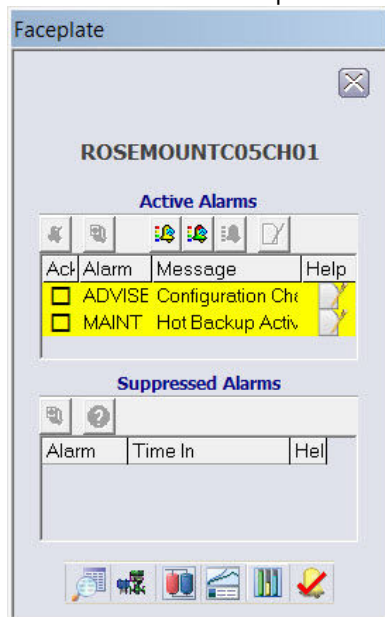 Faceplate
ROSEMOUNTC05CH01
Active Alarms
Ack Alarm Message Help
ADVISE Configuration Cha
MAINT Hot Backup Activ
Suppressed Alarms
Alarm Time In Hel